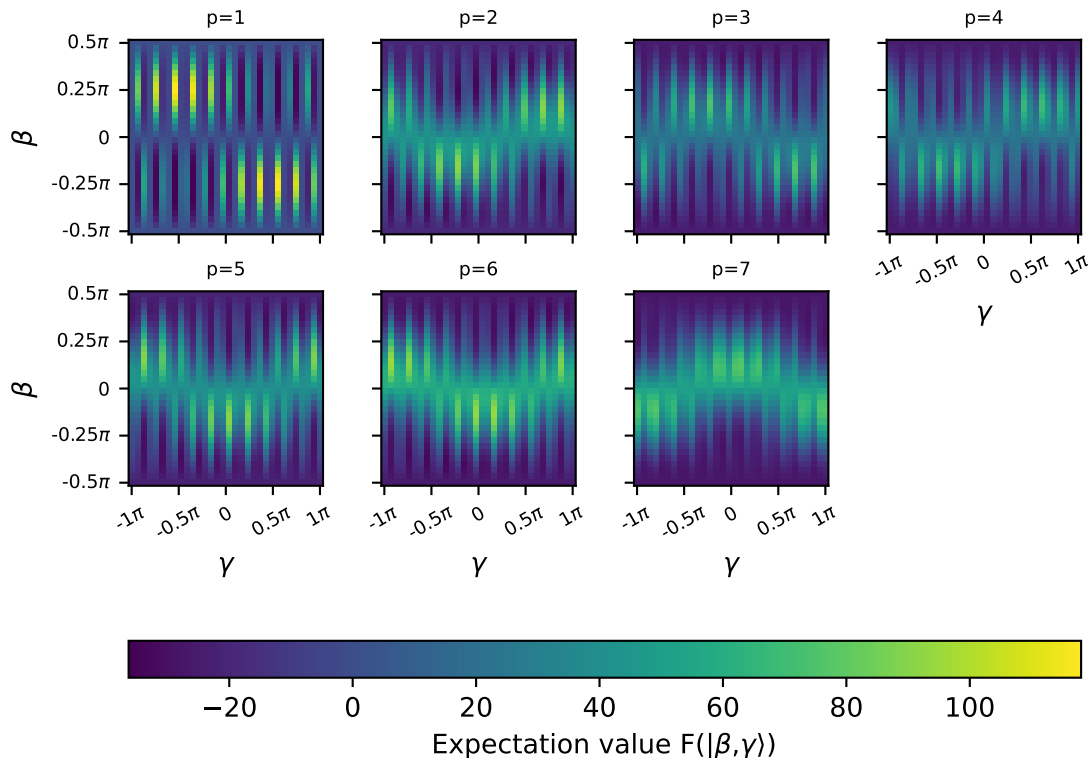 p=1 p=2 p=3 p=4
0.5π
0.25π
0
-0.25π
-0.5π
β
-1π -0.5π 0 0.5π 1π
γ
p=5 p=6 p=7
0.5π
0.25π
0
-0.25π
-0.5π
β
-1π -0.5π 0 0.5π 1π -1π -0.5π 0 0.5π 1π -1π -0.5π 0 0.5π 1π
γ γ γ
−20 0 20 40 60 80 100
Expectation value F(|β,γ⟩)